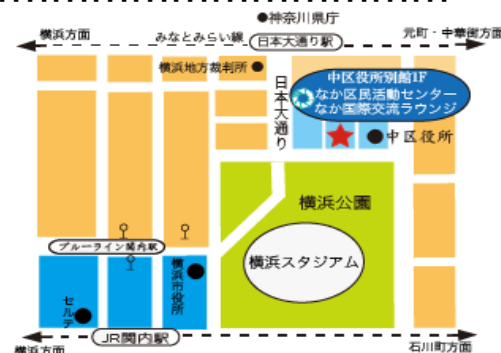 ●神奈川県庁
横浜方面
みなとみらい線
日本大通り駅
元町・中華街方面
横浜地方裁判所
日本大通り
中区役所別館1F
なか区民活動センター
なか国際交流ラウンジ
中区役所
横浜公園
横浜スタジアム
ブルーライン関内駅
セルテ
横浜市役所
JR関内駅
横浜方面
石川町方面